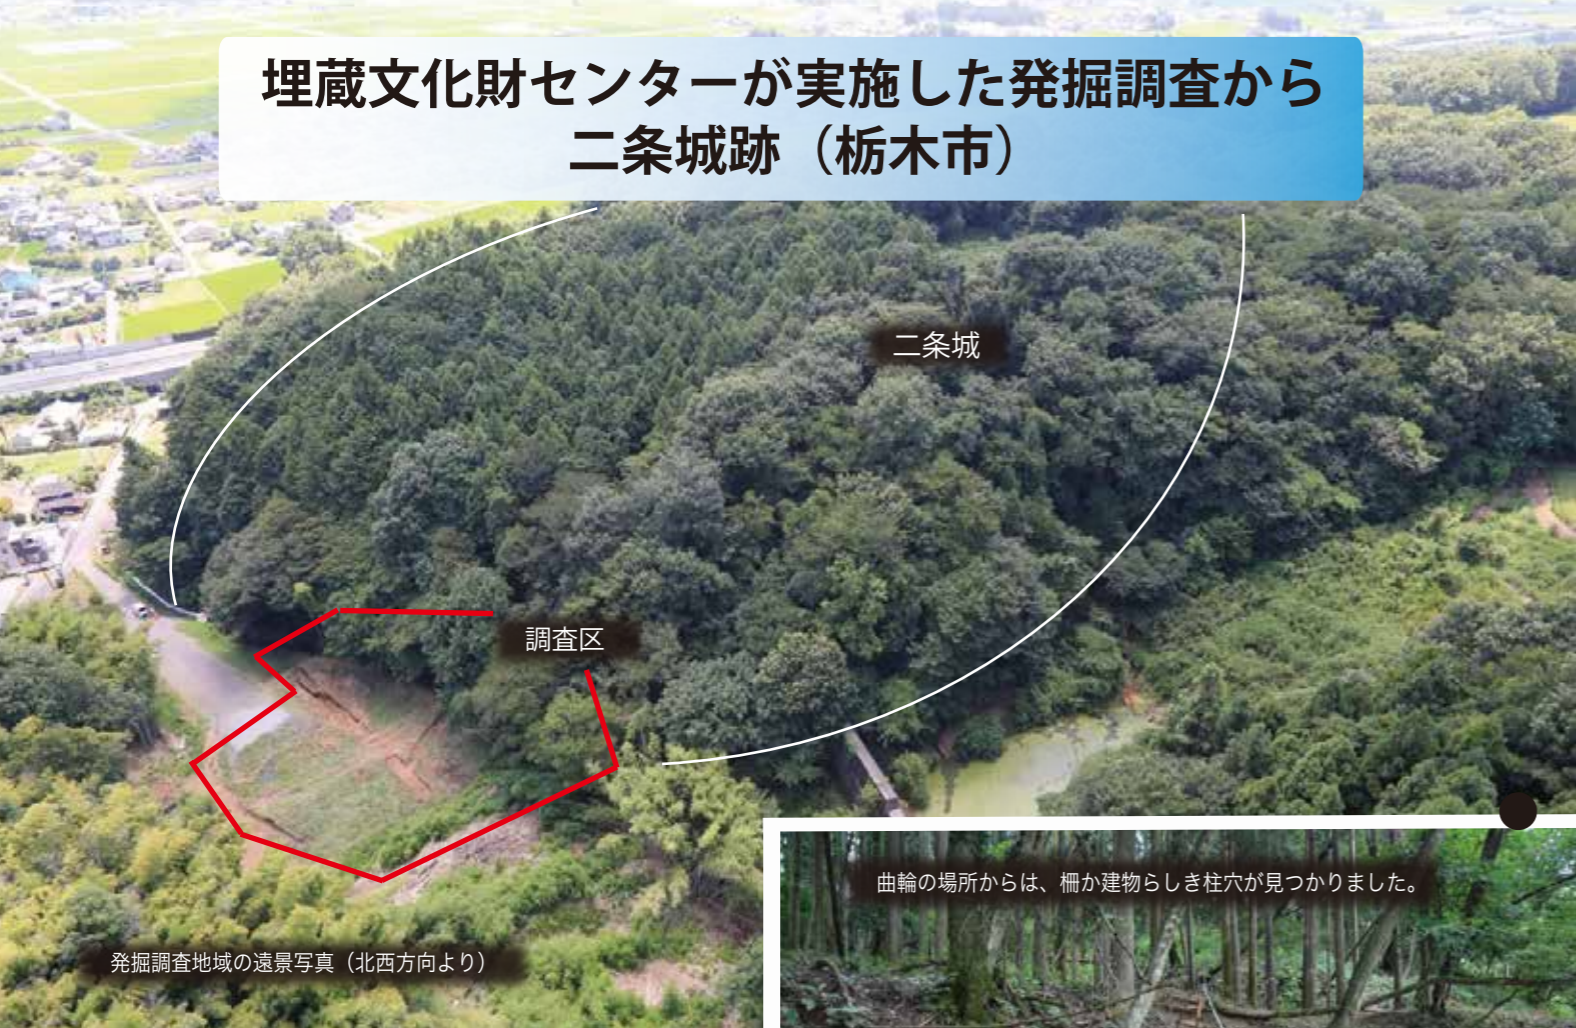 埋蔵文化財センターが実施した発掘調査から
二条城跡（栃木市）
二条城
調査区
曲輪の場所からは、柵か建物らしき柱穴が見つかりました。
発掘調査地域の遠景写真（北西方向より）